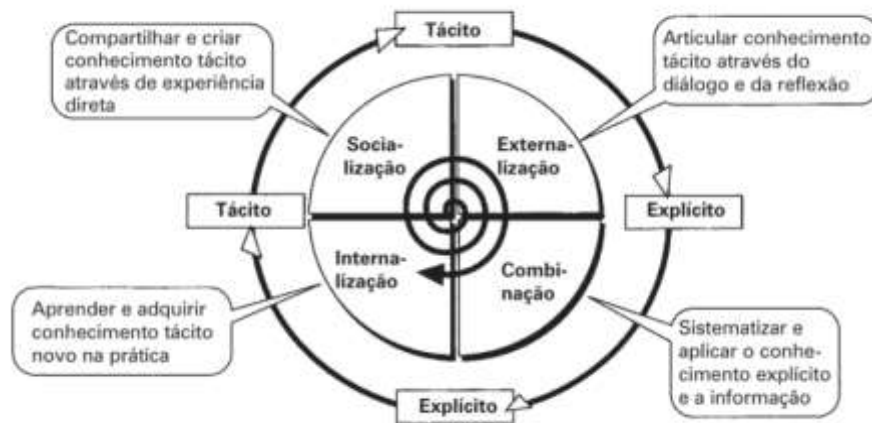 Tácito
Compartilhar e criar
conhecimento tácito
através de experiência
direta
Articular conhecimento
tácito através do
diálogo e da reflexão
Socia-
lização
Externa-
lização
Tácito
Explícito
Interna-
lização
Combi-
nação
Aprender e adquirir
conhecimento tácito
novo na prática
Sistematizar e
aplicar o conhe-
cimento explícito
e a informação
Explícito